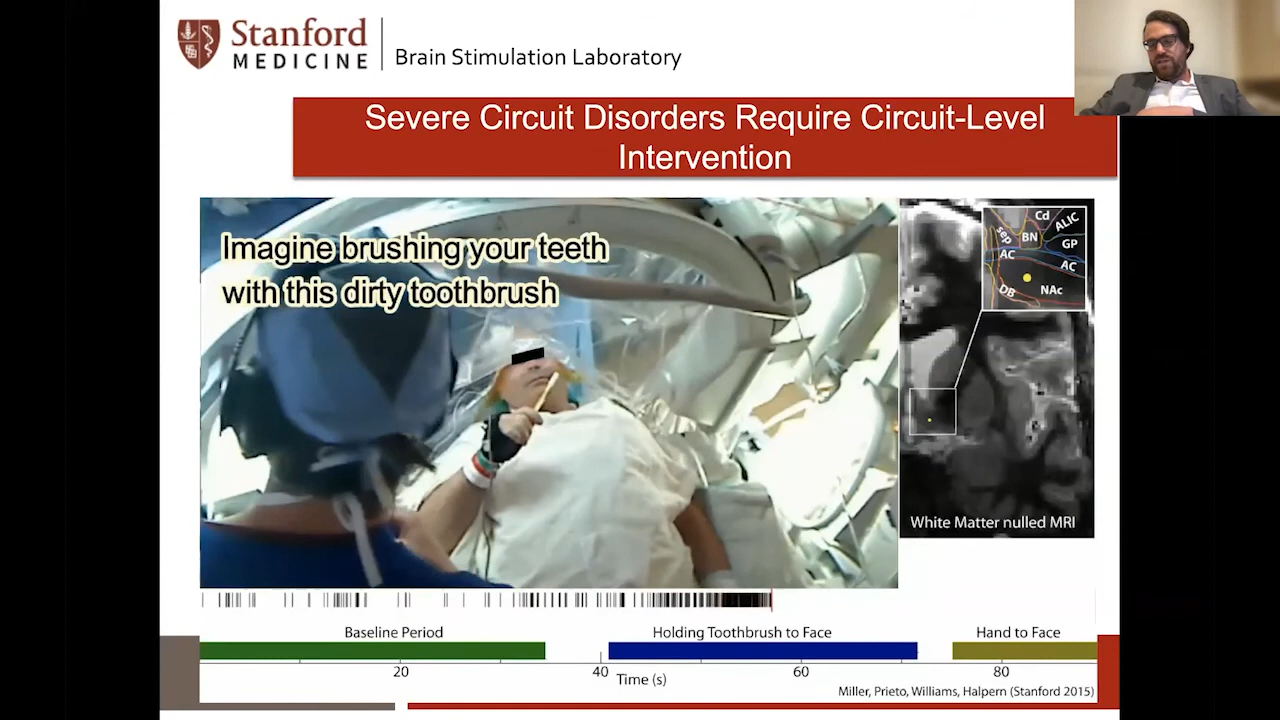 Stanford
MEDICINE
Brain Stimulation Laboratory
Severe Circuit Disorders Require Circuit-Level
Intervention
Imagine brushing your teeth
with this dirty toothbrush
Cd
ALIC
sep
BN
GP
AC
AC
DB
NAc
White Matter nulled MRI
Baseline Period
Holding Toothbrush to Face
Hand to Face
20
40
60
80
Time (s)
Miller, Prieto, Williams, Halpern (Stanford 2015)